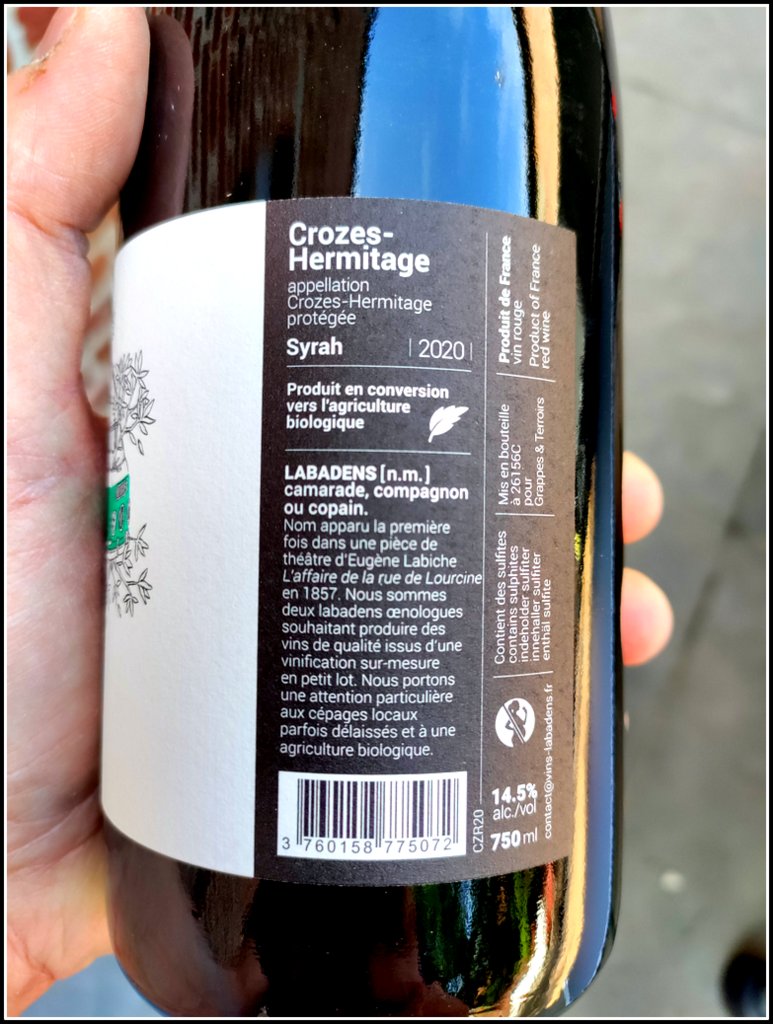 Crozes-
Hermitage
appellation
Crozes-Hermitage
protégée
Syrah
| 2020 |
Produit en conversion
vers l'agriculture
biologique
LABADENS [n.m.]
camarade, compagnon
ou copain.
Nom apparu la première
fois dans une pièce de
théâtre d'Eugène Labiche
L'affaire de la rue de Lourcine
en 1857. Nous sommes
deux labadens œnologues
souhaitant produire des
vins de qualité issus d'une
vinification sur-mesure
en petit lot. Nous portons
une attention particulière
aux cépages locaux
parfois délaissés et à une
agriculture biologique.
3 760158 775072
CZR20
Produit de France
vin rouge
Product of France
red wine
Mis en bouteille
à 26156C
pour
Grappes & Terroirs
Contient des sulfites
contains sulphites
indeholder sulfiter
innehaller sulfiter
enthäl sulfite
14.5%
alc./vol
750 ml
contact@vins-labadens.fr